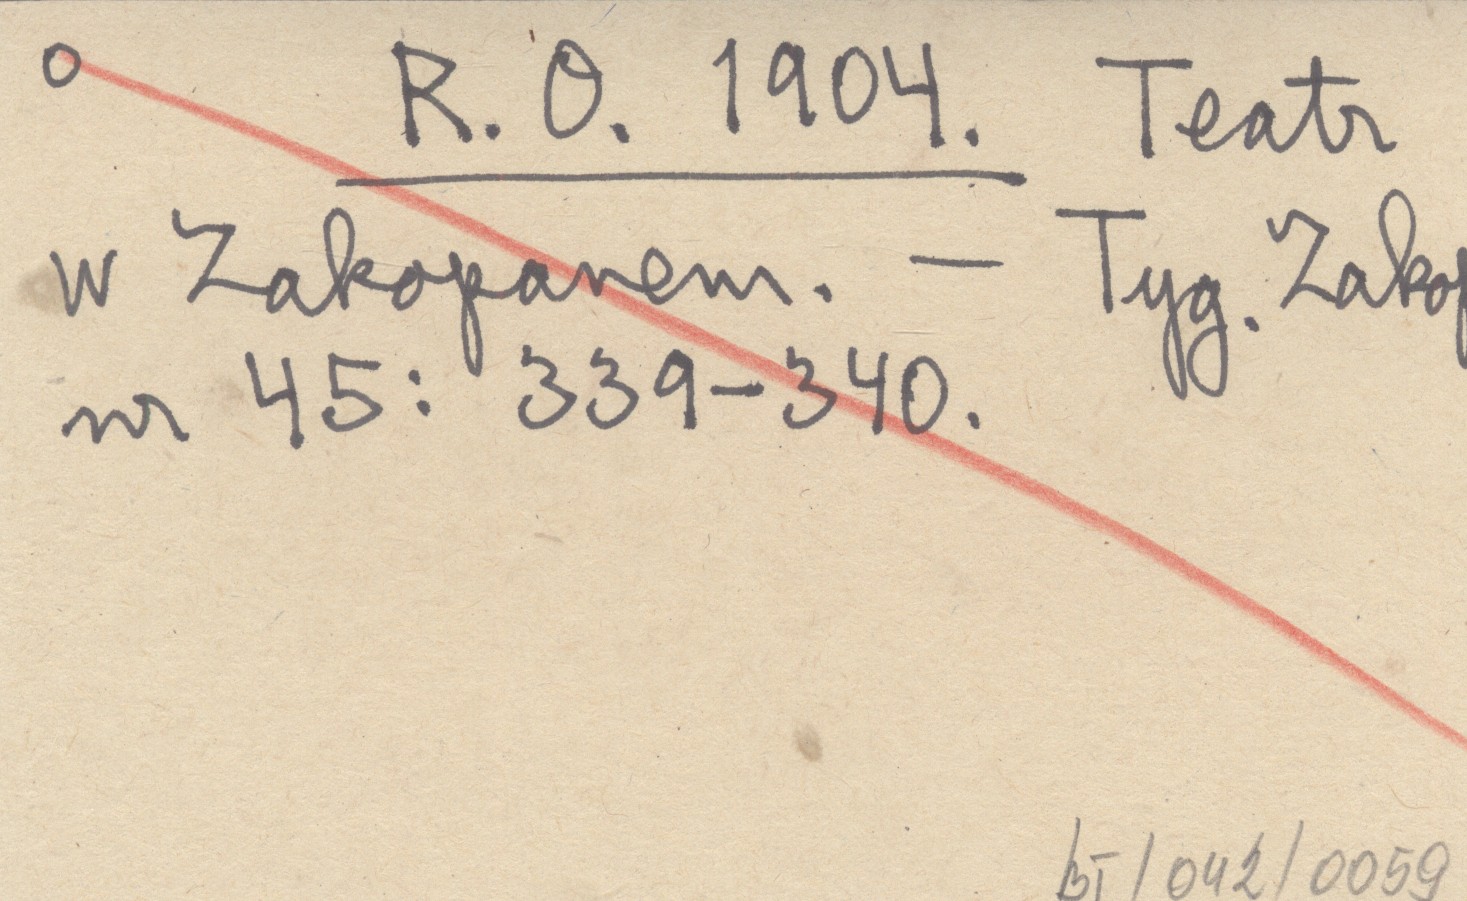 o R. O. 1904. Teatr
w Zakopanem. — Tyg. Zakop
nr 45: 339-340.
BT/042/0059